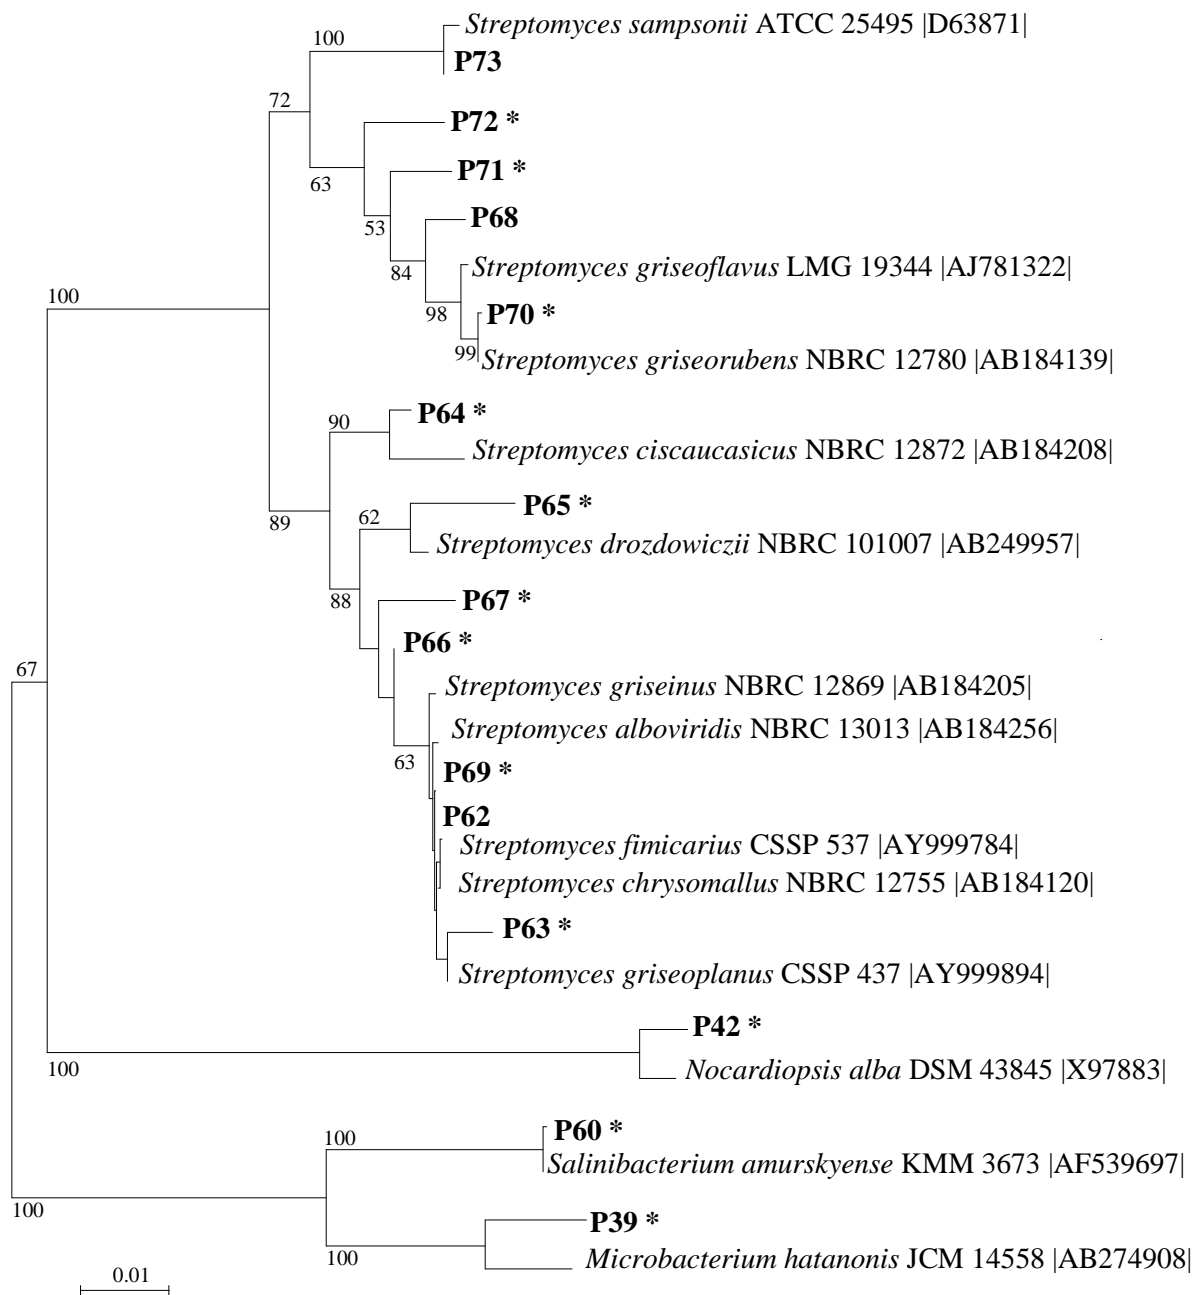 Streptomyces sampsonii ATCC 25495 |D63871|
100
P73
72
P72 *
P71 *
63
P68
53
84
Streptomyces griseoflavus LMG 19344 |AJ781322|
100
98
P70 *
99
Streptomyces griseorubens NBRC 12780 |AB184139|
P64 *
90
Streptomyces ciscaucasicus NBRC 12872 |AB184208|
P65 *
62
89
Streptomyces drozdowiczii NBRC 101007 |AB249957|
88
P67 *
P66 *
67
Streptomyces griseinus NBRC 12869 |AB184205|
Streptomyces alboviridis NBRC 13013 |AB184256|
63
P69 *
P62
Streptomyces fimicarius CSSP 537 |AY999784|
Streptomyces chrysomallus NBRC 12755 |AB184120|
P63 *
Streptomyces griseoplanus CSSP 437 |AY999894|
P42 *
100
Nocardiopsis alba DSM 43845 |X97883|
P60 *
100
Salinibacterium amurskyense KMM 3673 |AF539697|
100
P39 *
100
Microbacterium hatanonis JCM 14558 |AB274908|
0.01